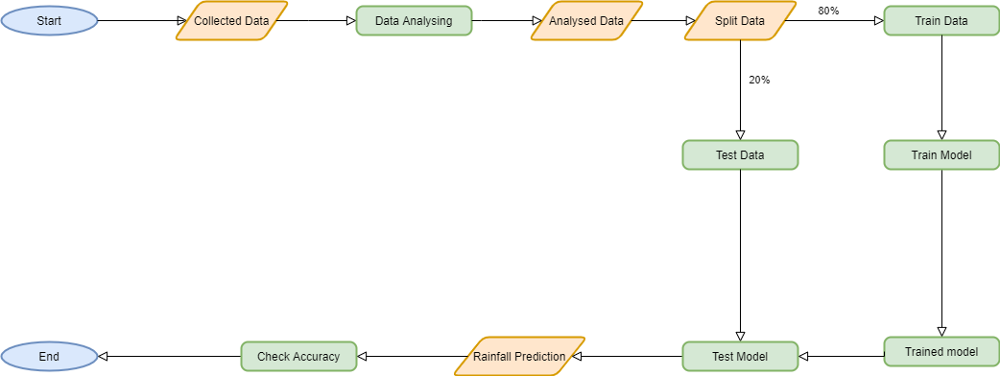 Start
Collected Data
Data Analysing
Analysed Data
Split Data
80%
Train Data
20%
Test Data
Train Model
End
Check Accuracy
Rainfall Prediction
Test Model
Trained model